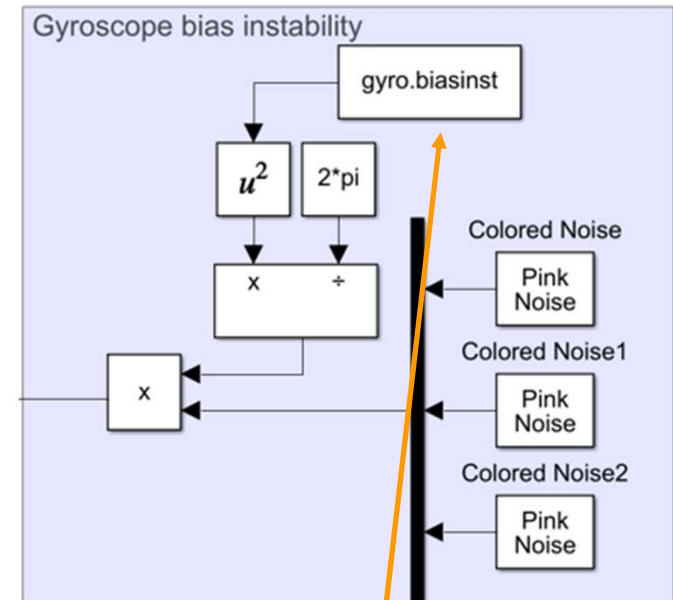 Gyroscope bias instability
gyro.biasinst
u²
2*pi
x ÷
x
Colored Noise
Pink
Noise
Colored Noise1
Pink
Noise
Colored Noise2
Pink
Noise